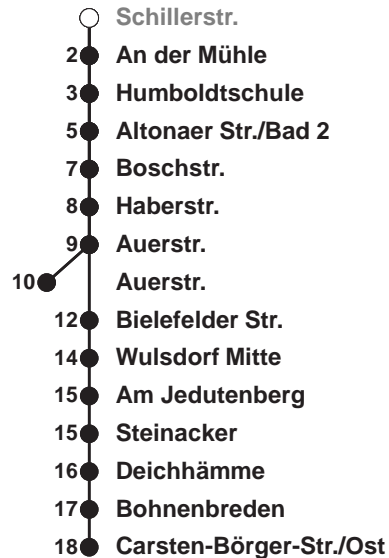 Schillerstr.
2 An der Mühle
3 Humboldtschule
5 Altonaer Str./Bad 2
7 Boschstr.
8 Haberstr.
9 Auerstr.
10 Auerstr.
12 Bielefelder Str.
14 Wulsdorf Mitte
15 Am Jedutenberg
15 Steinacker
16 Deichhämme
17 Bohnenbreden
18 Carsten-Börger-Str./Ost